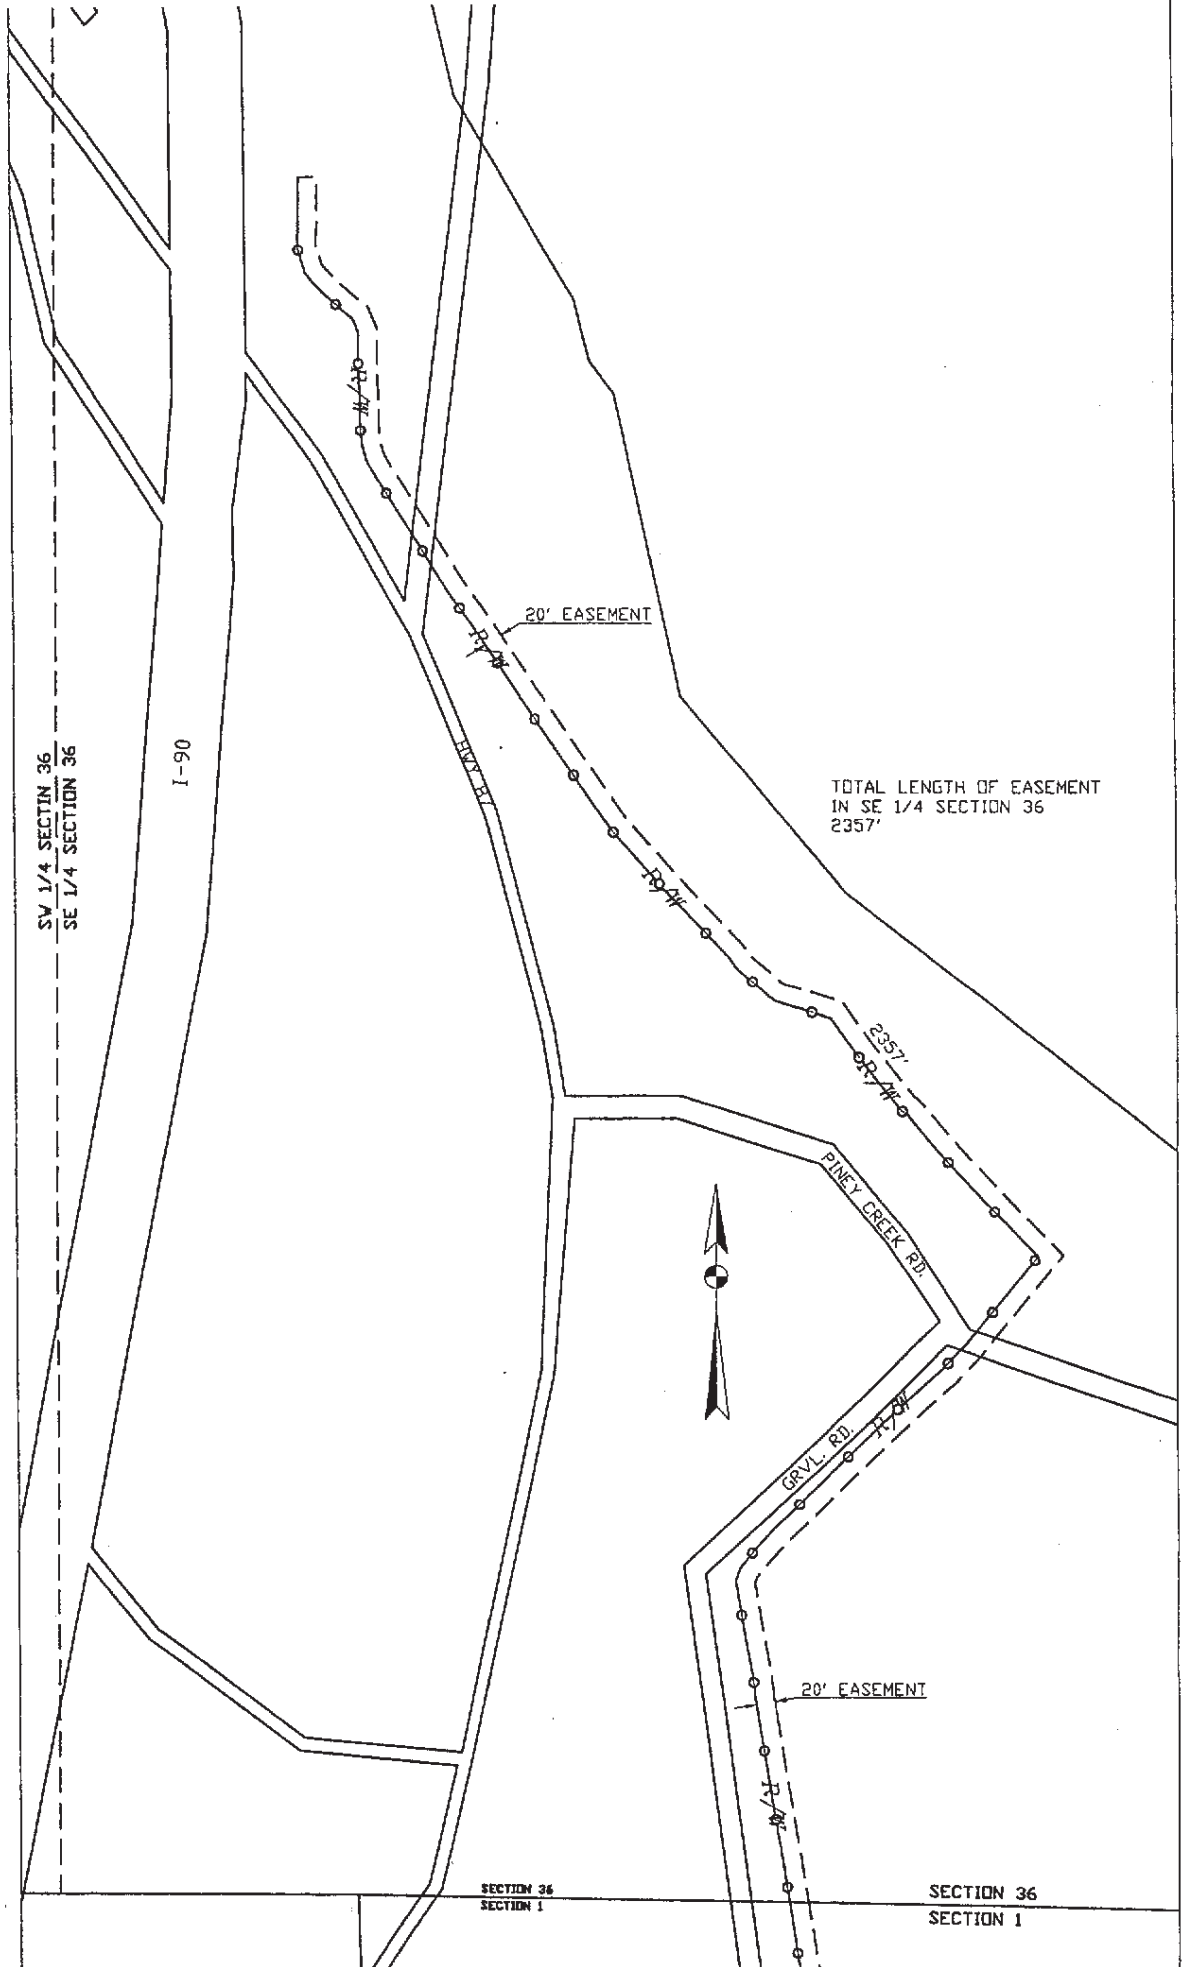 R/W
20' EASEMENT
R/W
SW 1/4 SECTIN 36
SE 1/4 SECTION 36
I-90
HWY 87
TOTAL LENGTH OF EASEMENT
IN SE 1/4 SECTION 36
2357'
R/W
2357'
R/W
PINEY CREEK RD.
R/W
GRVL. RD.
20' EASEMENT
R/W
SECTION 36
SECTION 1
SECTION 36
SECTION 1